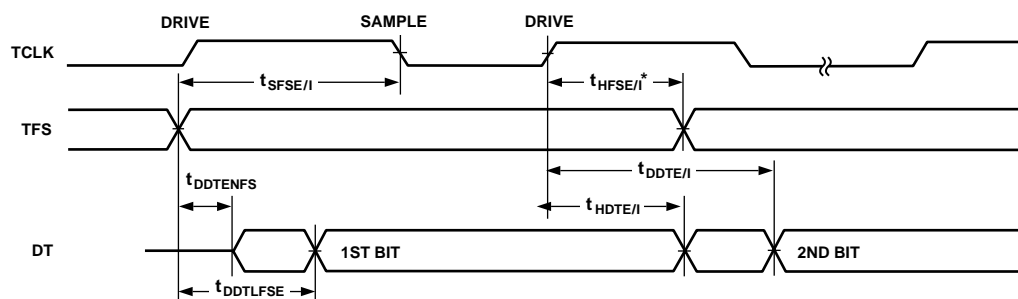 DRIVE SAMPLE DRIVE
TCLK
tSFSE/I tHFSE/I*
TFS
tDDTENFS tDDTE/I
tHDTE/I
DT 1ST BIT 2ND BIT
tDDTLFSE